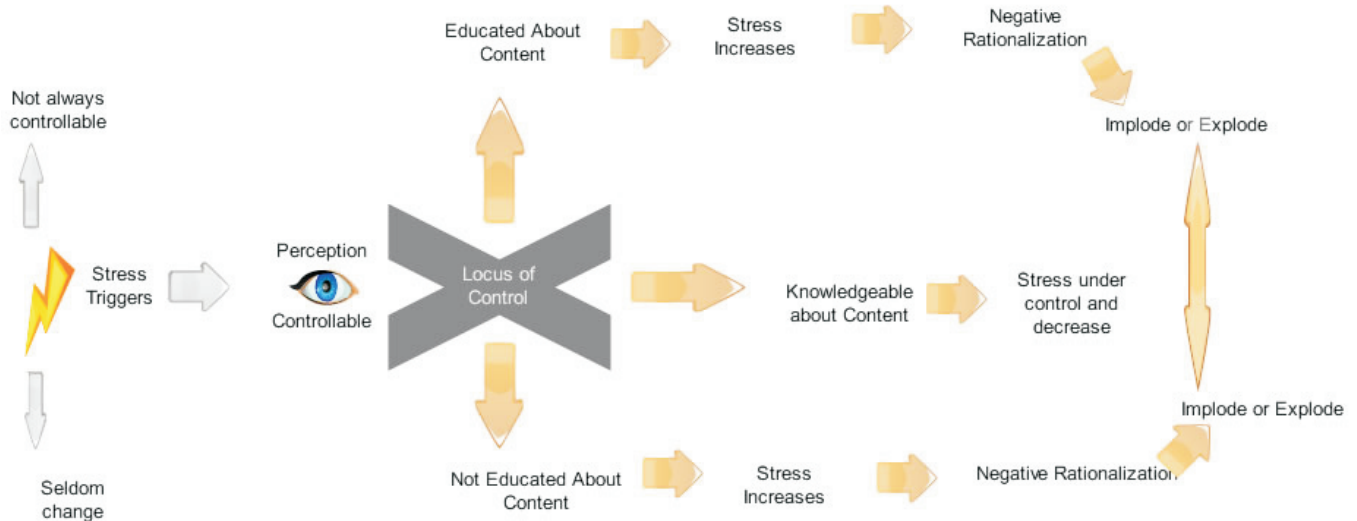 Educated About
Content
Stress
Increases
Negative
Rationalization
Not always
controllable
Implode or Explode
Stress
Triggers
Perception
Controllable
Locus of
Control
Knowledgeable
about Content
Stress under
control and
decrease
Implode or Explode
Seldom
change
Not Educated About
Content
Stress
Increases
Negative Rationalization